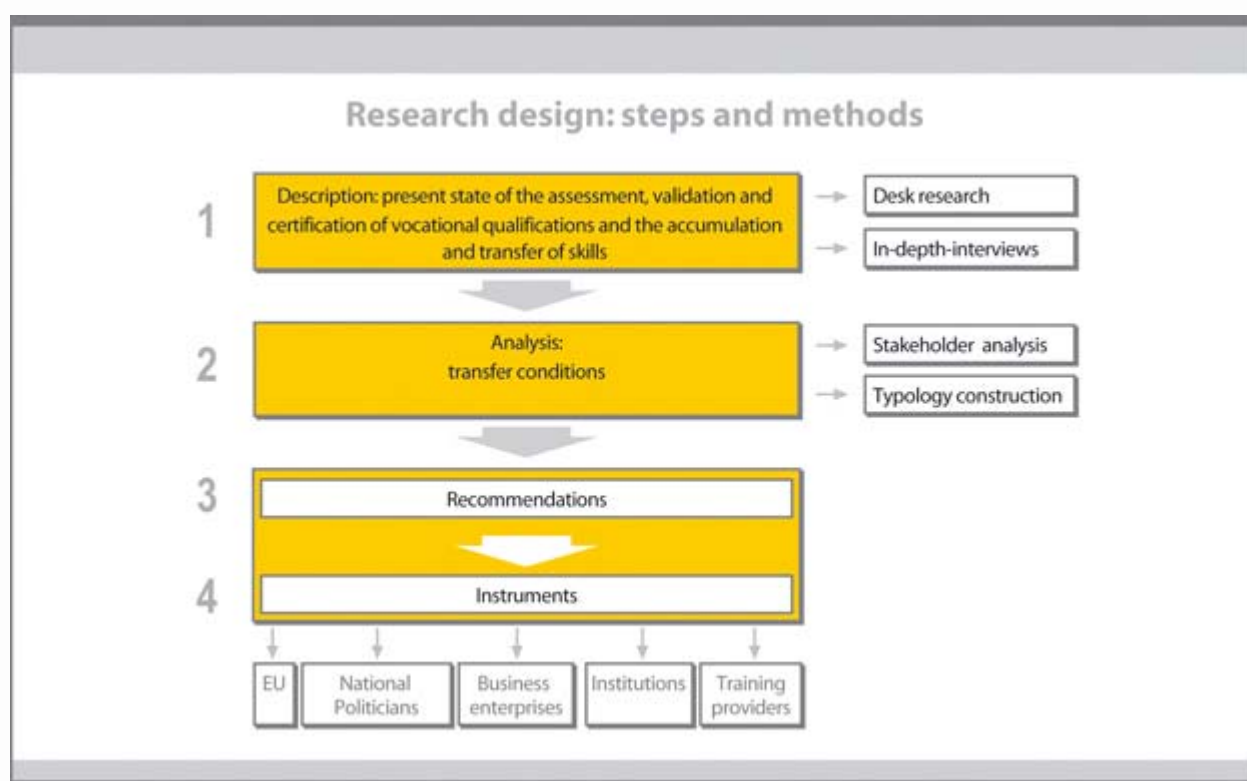 Research design: steps and methods
1
Description: present state of the assessment, validation and
certification of vocational qualifications and the accumulation
and transfer of skills
Desk research
In-depth-interviews
2
Analysis:
transfer conditions
Stakeholder analysis
Typology construction
3
Recommendations
4
Instruments
EU
National
Politicians
Business
enterprises
Institutions
Training
providers